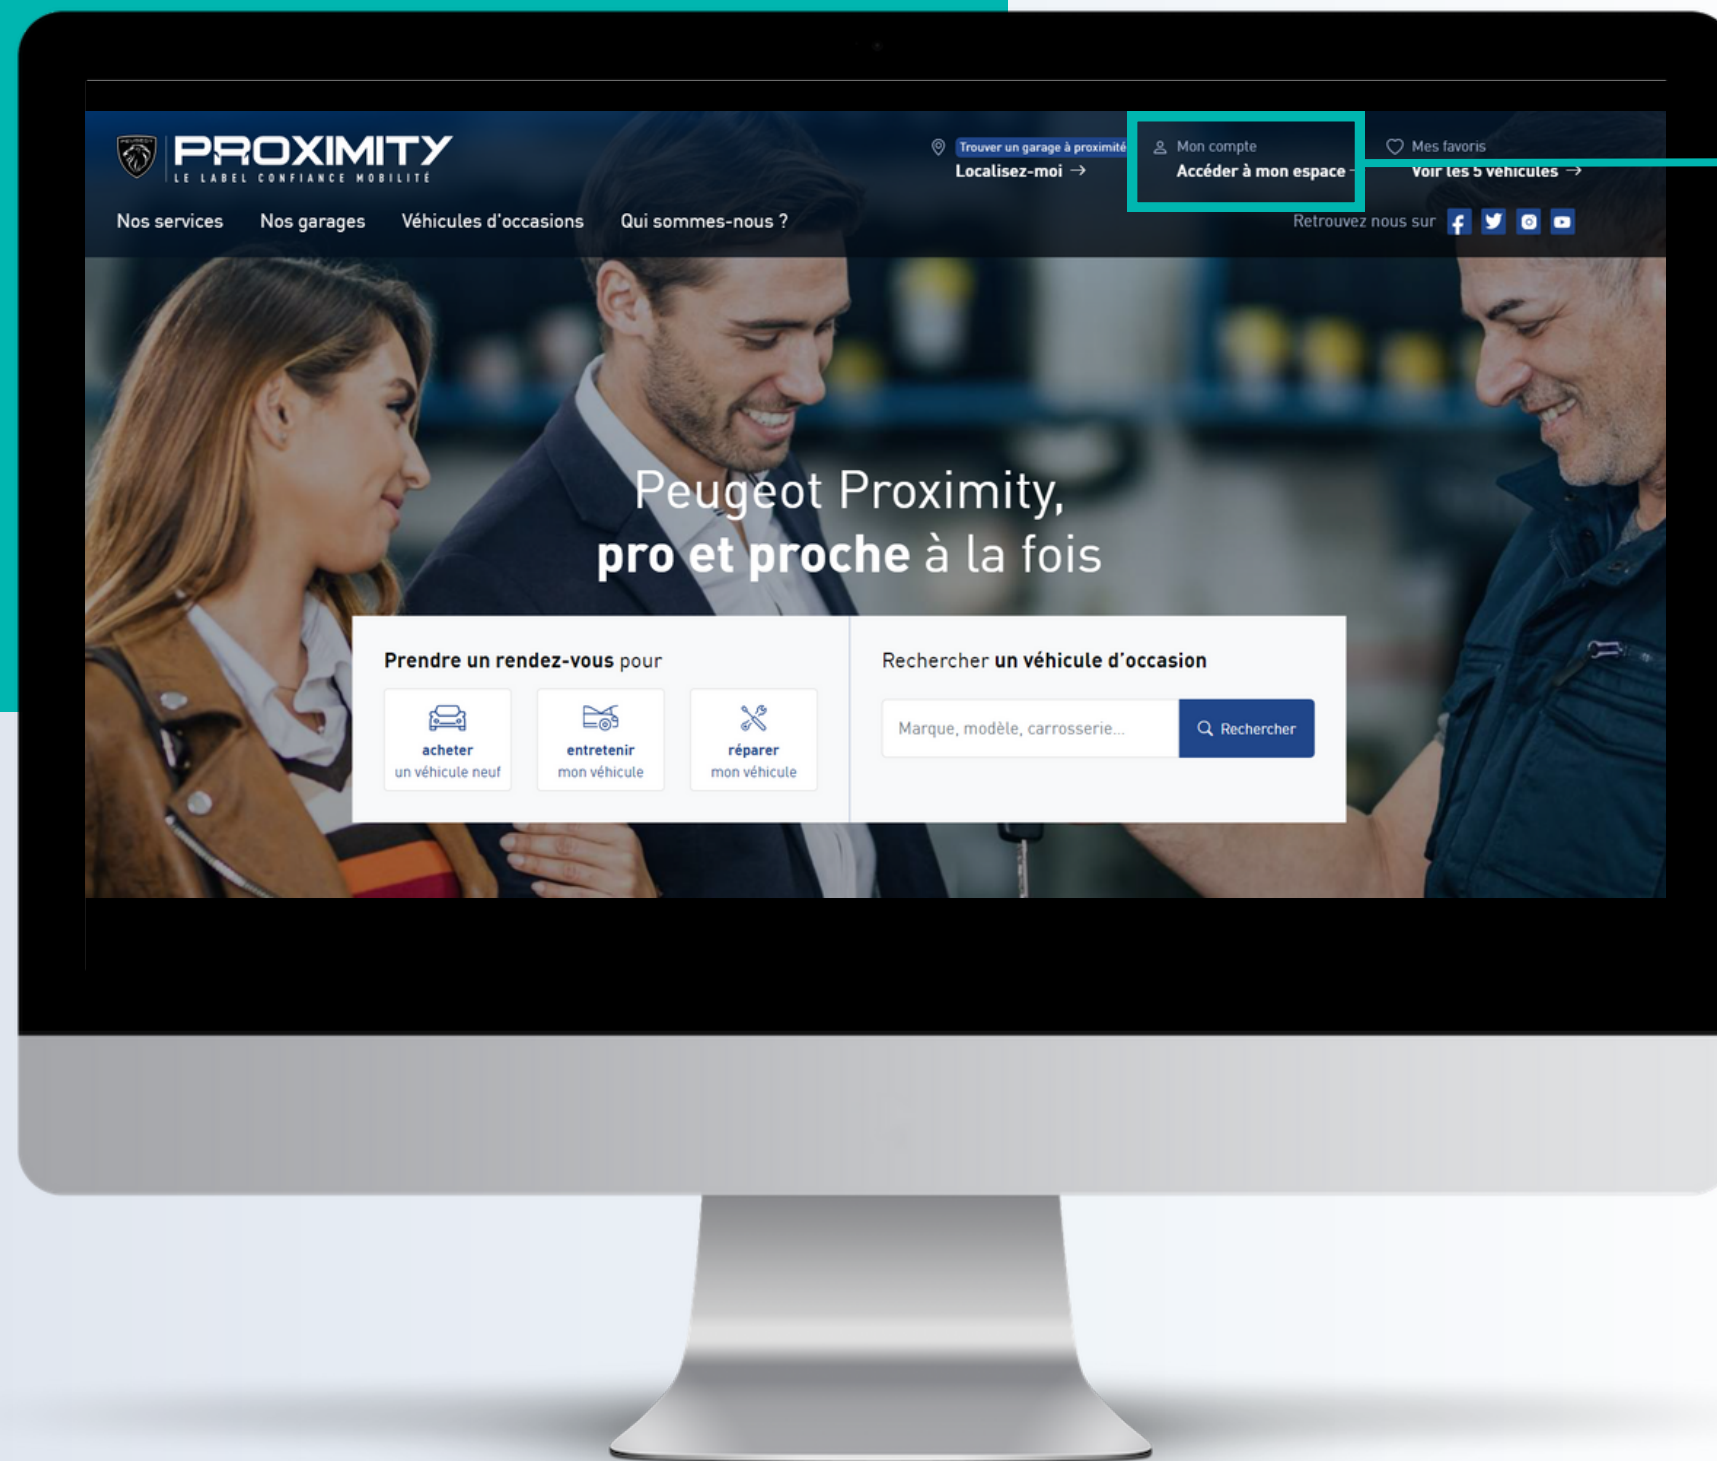 PEUGEOT
PROXIMITY
LE LABEL CONFIANCE MOBILITÉ
Trouver un garage à proximité
Localisez-moi →
Mon compte
Accéder à mon espace
Mes favoris
Voir les 5 véhicules →
Nos services
Nos garages
Véhicules d'occasions
Qui sommes-nous ?
Retrouvez nous sur
Peugeot Proximity,
pro et proche à la fois
Prendre un rendez-vous pour
acheter
un véhicule neuf
entretenir
mon véhicule
réparer
mon véhicule
Rechercher un véhicule d’occasion
Marque, modèle, carrosserie...
Rechercher